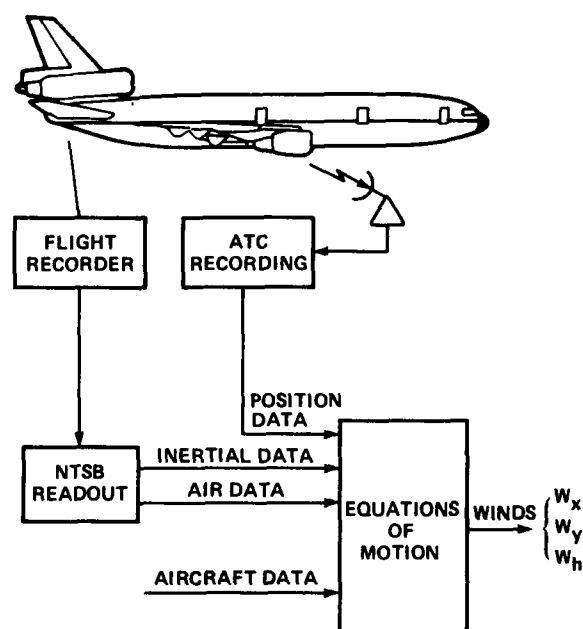 FLIGHT
RECORDER
ATC
RECORDING
POSITION
DATA
NTSB
READOUT
INERTIAL DATA
AIR DATA
AIRCRAFT DATA
EQUATIONS
OF
MOTION
WINDS
Wx
Wy
Wh